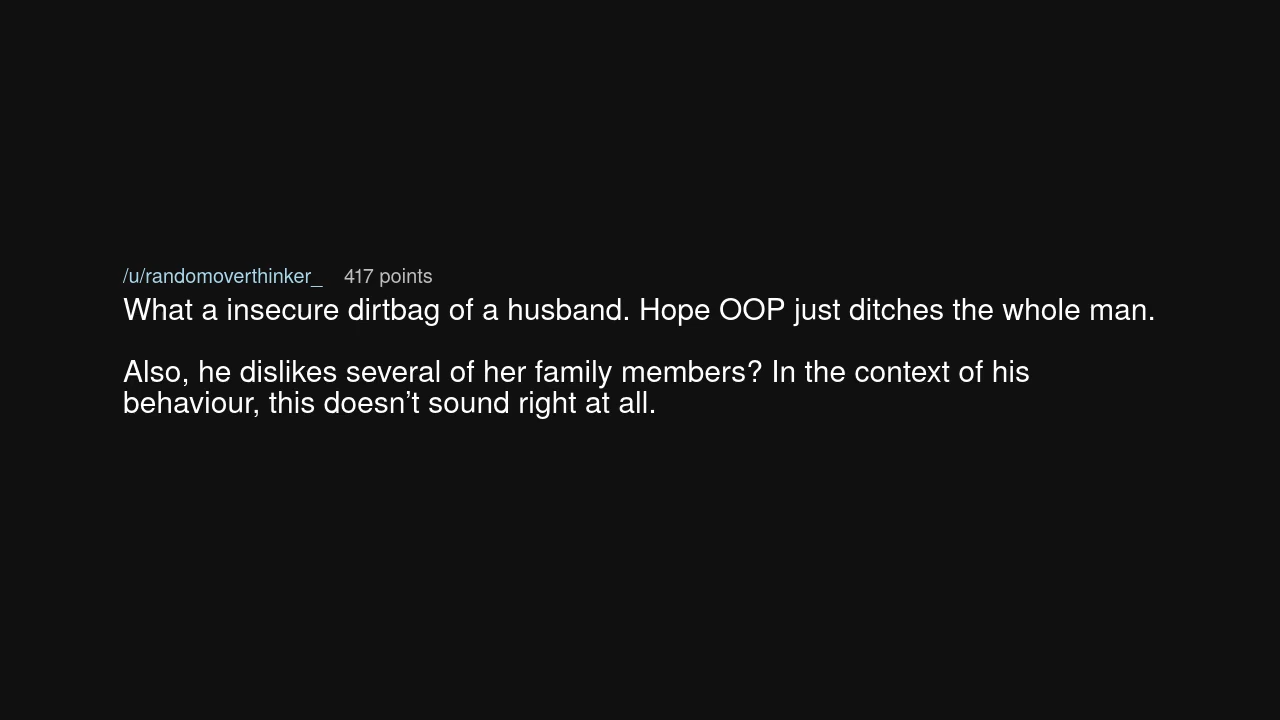 /u/randomoverthinker_ 417 points
What a insecure dirtbag of a husband. Hope OOP just ditches the whole man.
Also, he dislikes several of her family members? In the context of his
behaviour, this doesn’t sound right at all.